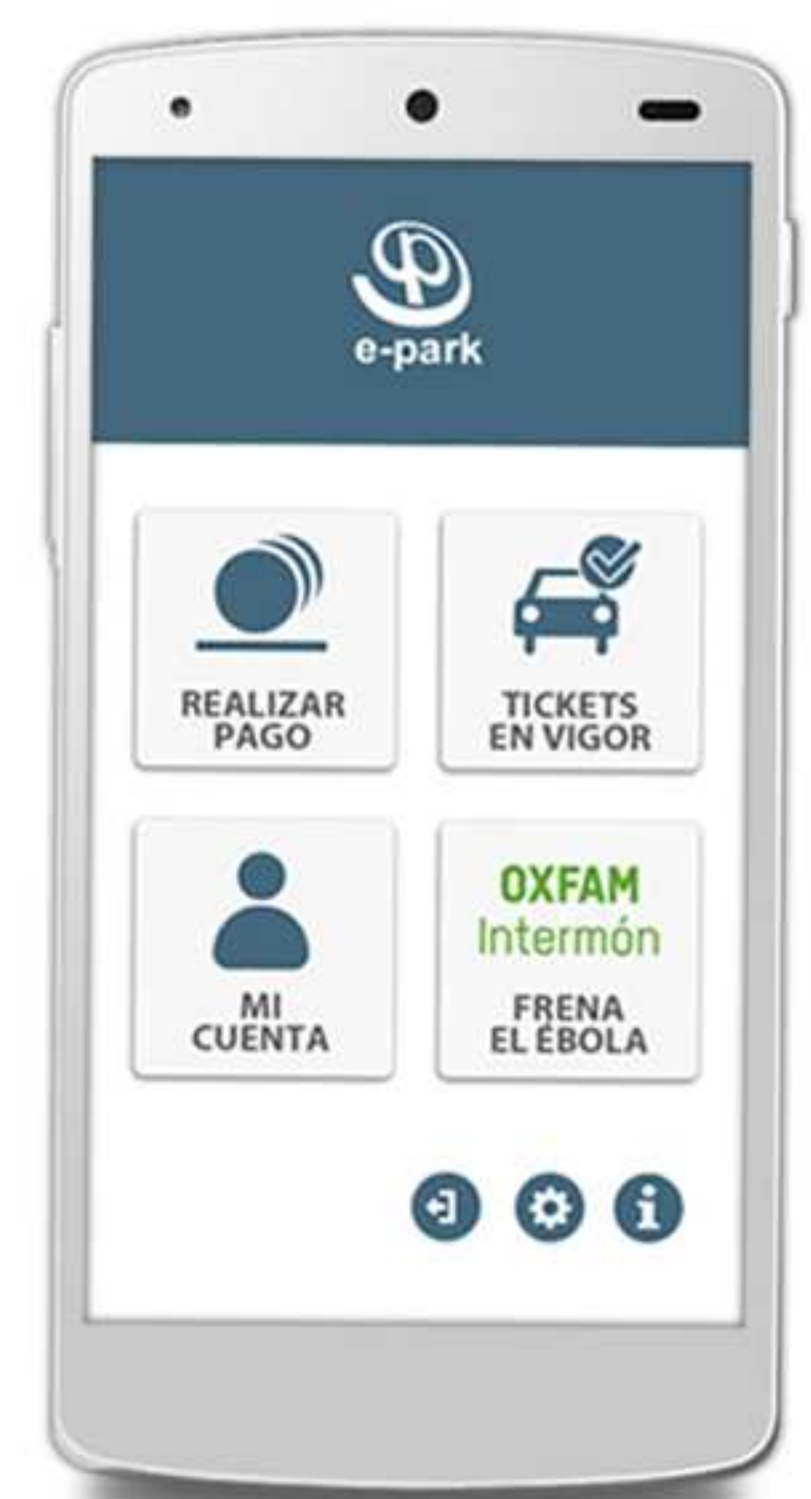 e-park
REALIZAR
PAGO
TICKETS
EN VIGOR
MI
CUENTA
OXFAM
Intermón
FRENA
EL ÉBOLA